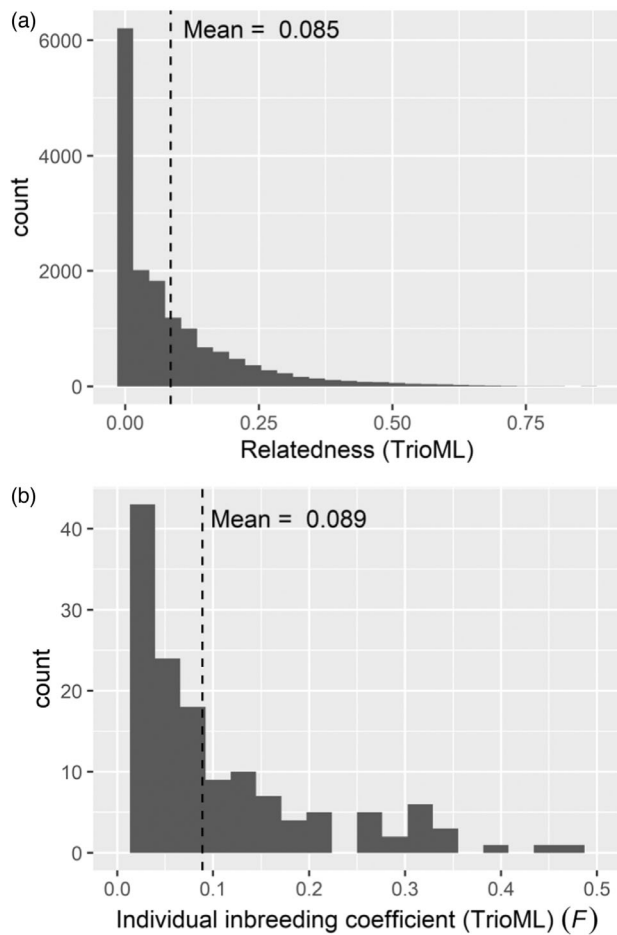 (a)
Mean = 0.085
6000
4000
2000
0
count
0.00 0.25 0.50 0.75
Relatedness (TrioML)
(b)
Mean = 0.089
40
30
20
10
0
count
0.0 0.1 0.2 0.3 0.4 0.5
Individual inbreeding coefficient (TrioML) (F)